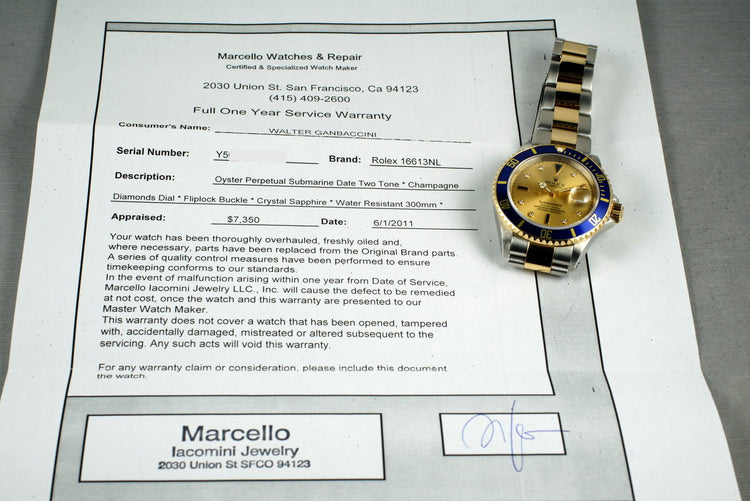 Marcello Watches & Repair
Certified & Specialized Watch Maker
2030 Union St. San Francisco, Ca 94123
(415) 409-2600
Full One Year Service Warranty
Consumer's Name: WALTER GANBACCINI
Serial Number: Y5 Brand: Rolex 16613NL
Description: Oyster Perpetual Submarine Date Two Tone * Champagne
Diamonds Dial * Fliplock Buckle * Crystal Sapphire * Water Resistant 300mm *
Appraised: $7,350 Date: 6/1/2011
Your watch has been thoroughly overhauled, freshly oiled and,
where necessary, parts have been replaced from the Original Brand parts.
A series of quality control measures have been performed to ensure
timekeeping conforms to our standards.
In the event of malfunction arising within one year from Date of Service,
Marcello Iacomini Jewelry LLC., Inc. will cause the defect to be remedied
at not cost, once the watch and this warranty are presented to our
Master Watch Maker.
This warranty does not cover a watch that has been opened, tampered
with, accidentally damaged, mistreated or altered subsequent to the
servicing. Any such acts will void this warranty.
For any warranty claim or consideration, please include this document
the watch.
Marcello
Iacomini Jewelry
2030 Union St SFCO 94123
ROLEX
50
30
20